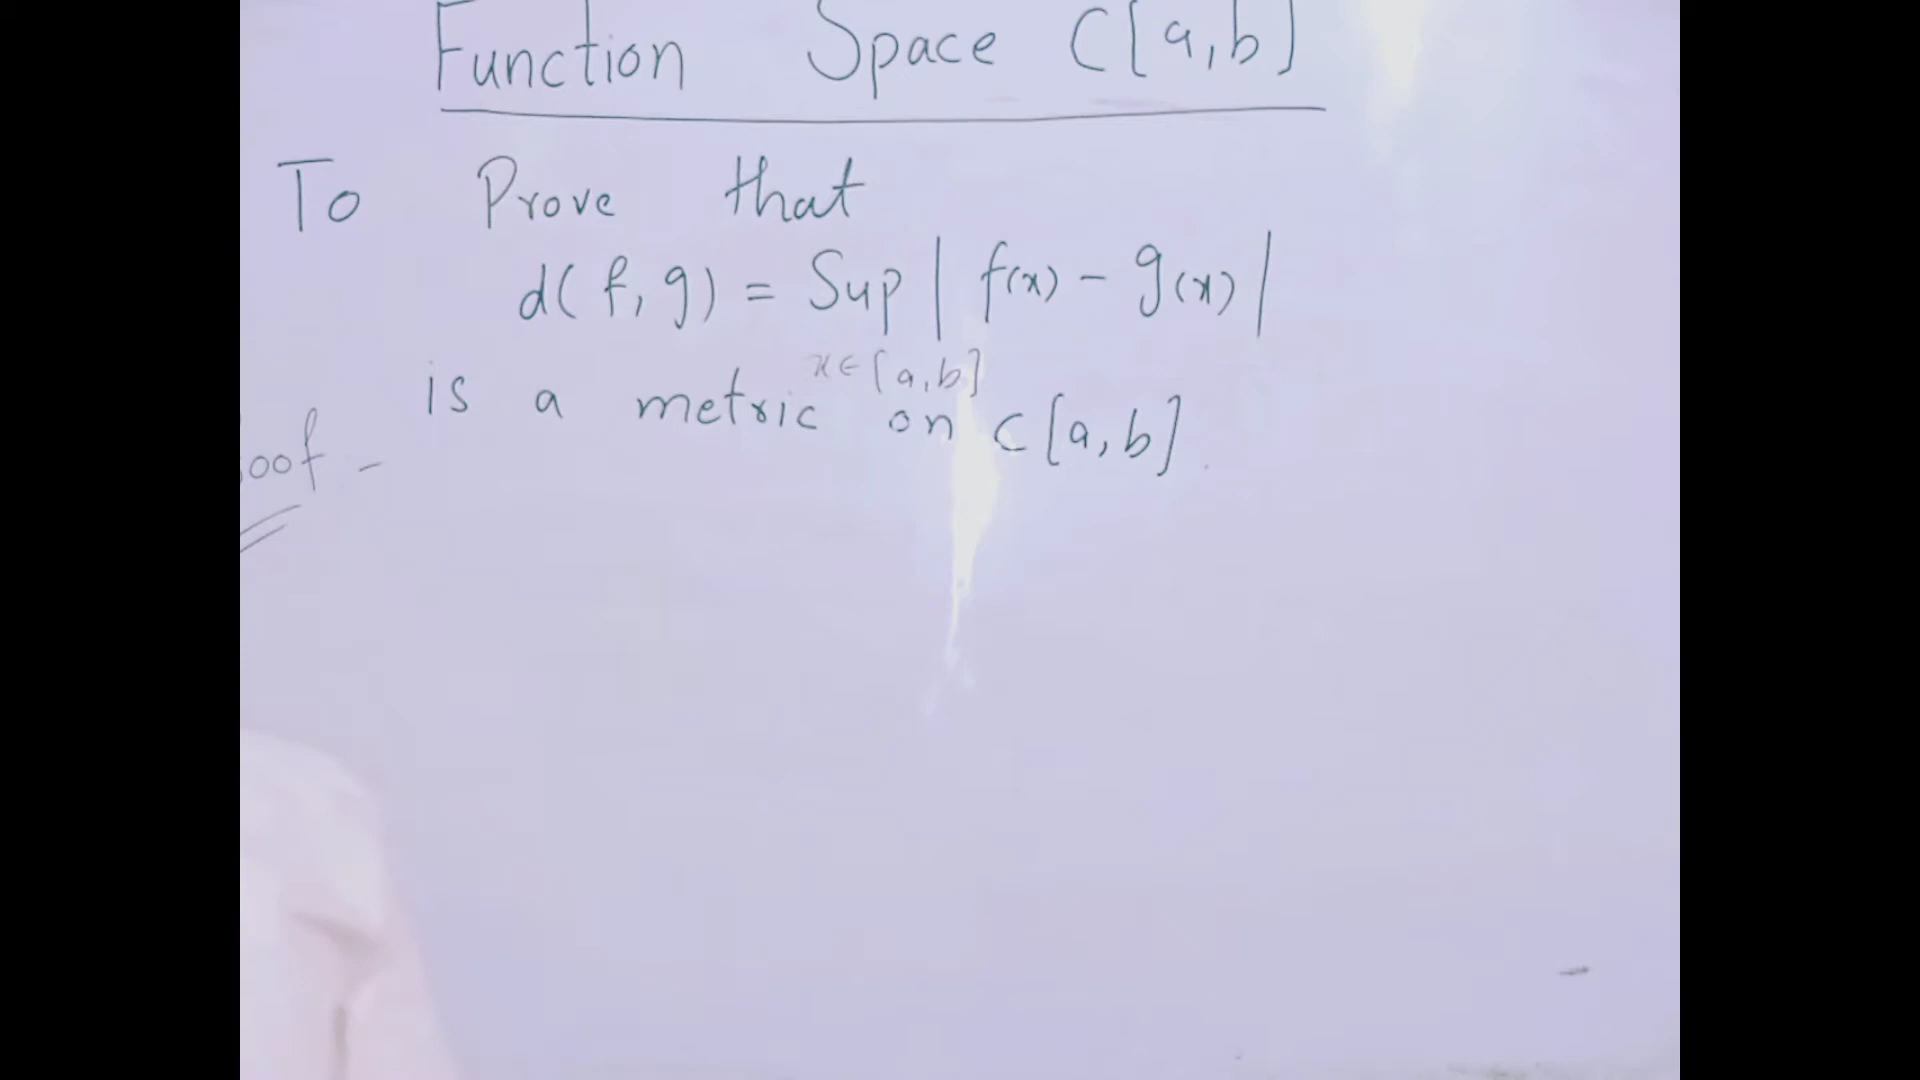 Function Space C[a,b]
To Prove that
d(f,g) = Sup | f(x) - g(x) |
x∈[a,b]
is a metric on C[a,b].
oof -